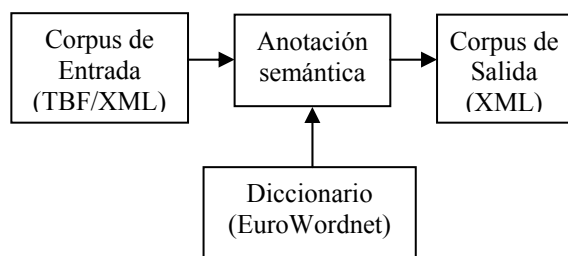 Corpus de
Entrada
(TBF/XML)
Anotación
semántica
Corpus de
Salida
(XML)
Diccionario
(EuroWordnet)